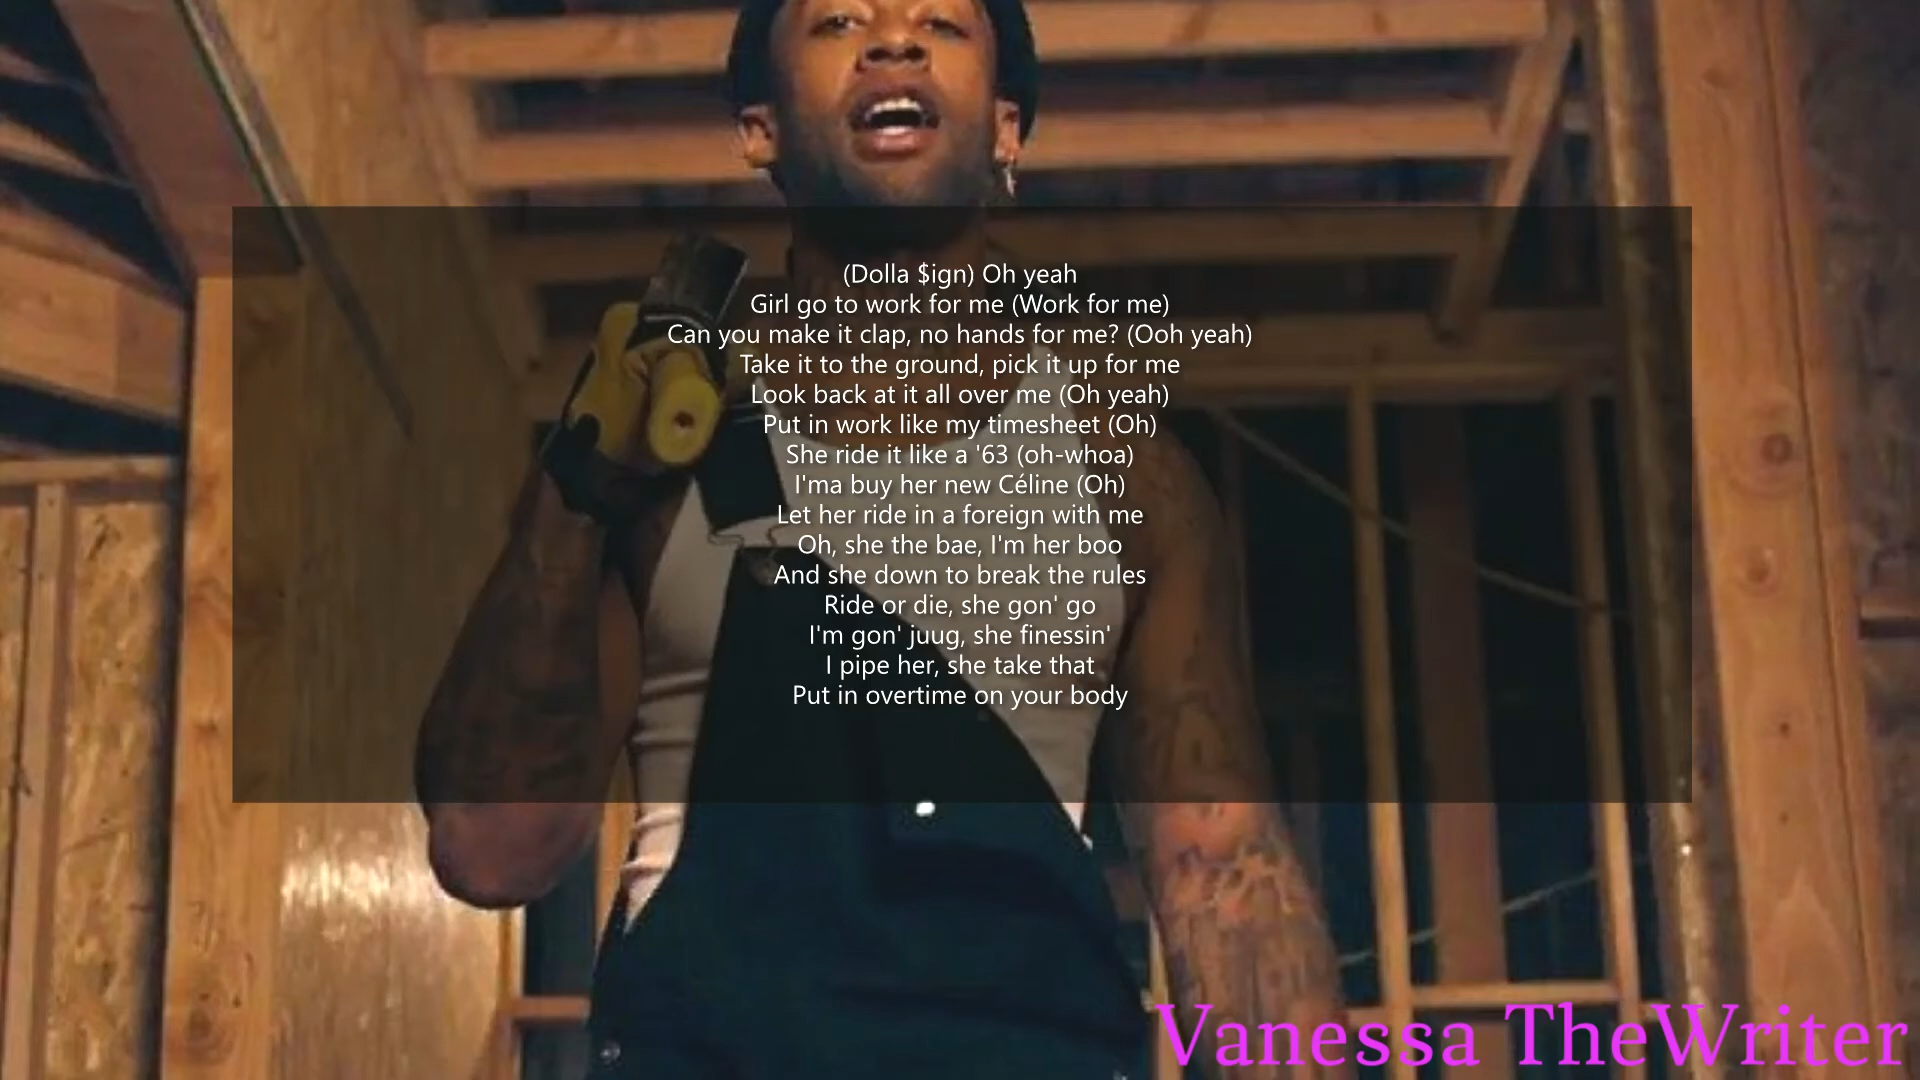 (Dolla $ign) Oh yeah
Girl go to work for me (Work for me)
Can you make it clap, no hands for me? (Ooh yeah)
Take it to the ground, pick it up for me
Look back at it all over me (Oh yeah)
Put in work like my timesheet (Oh)
She ride it like a '63 (oh-whoa)
I'ma buy her new Céline (Oh)
Let her ride in a foreign with me
Oh, she the bae, I'm her boo
And she down to break the rules
Ride or die, she gon' go
I'm gon' juug, she finessin'
I pipe her, she take that
Put in overtime on your body
Vanessa TheWriter